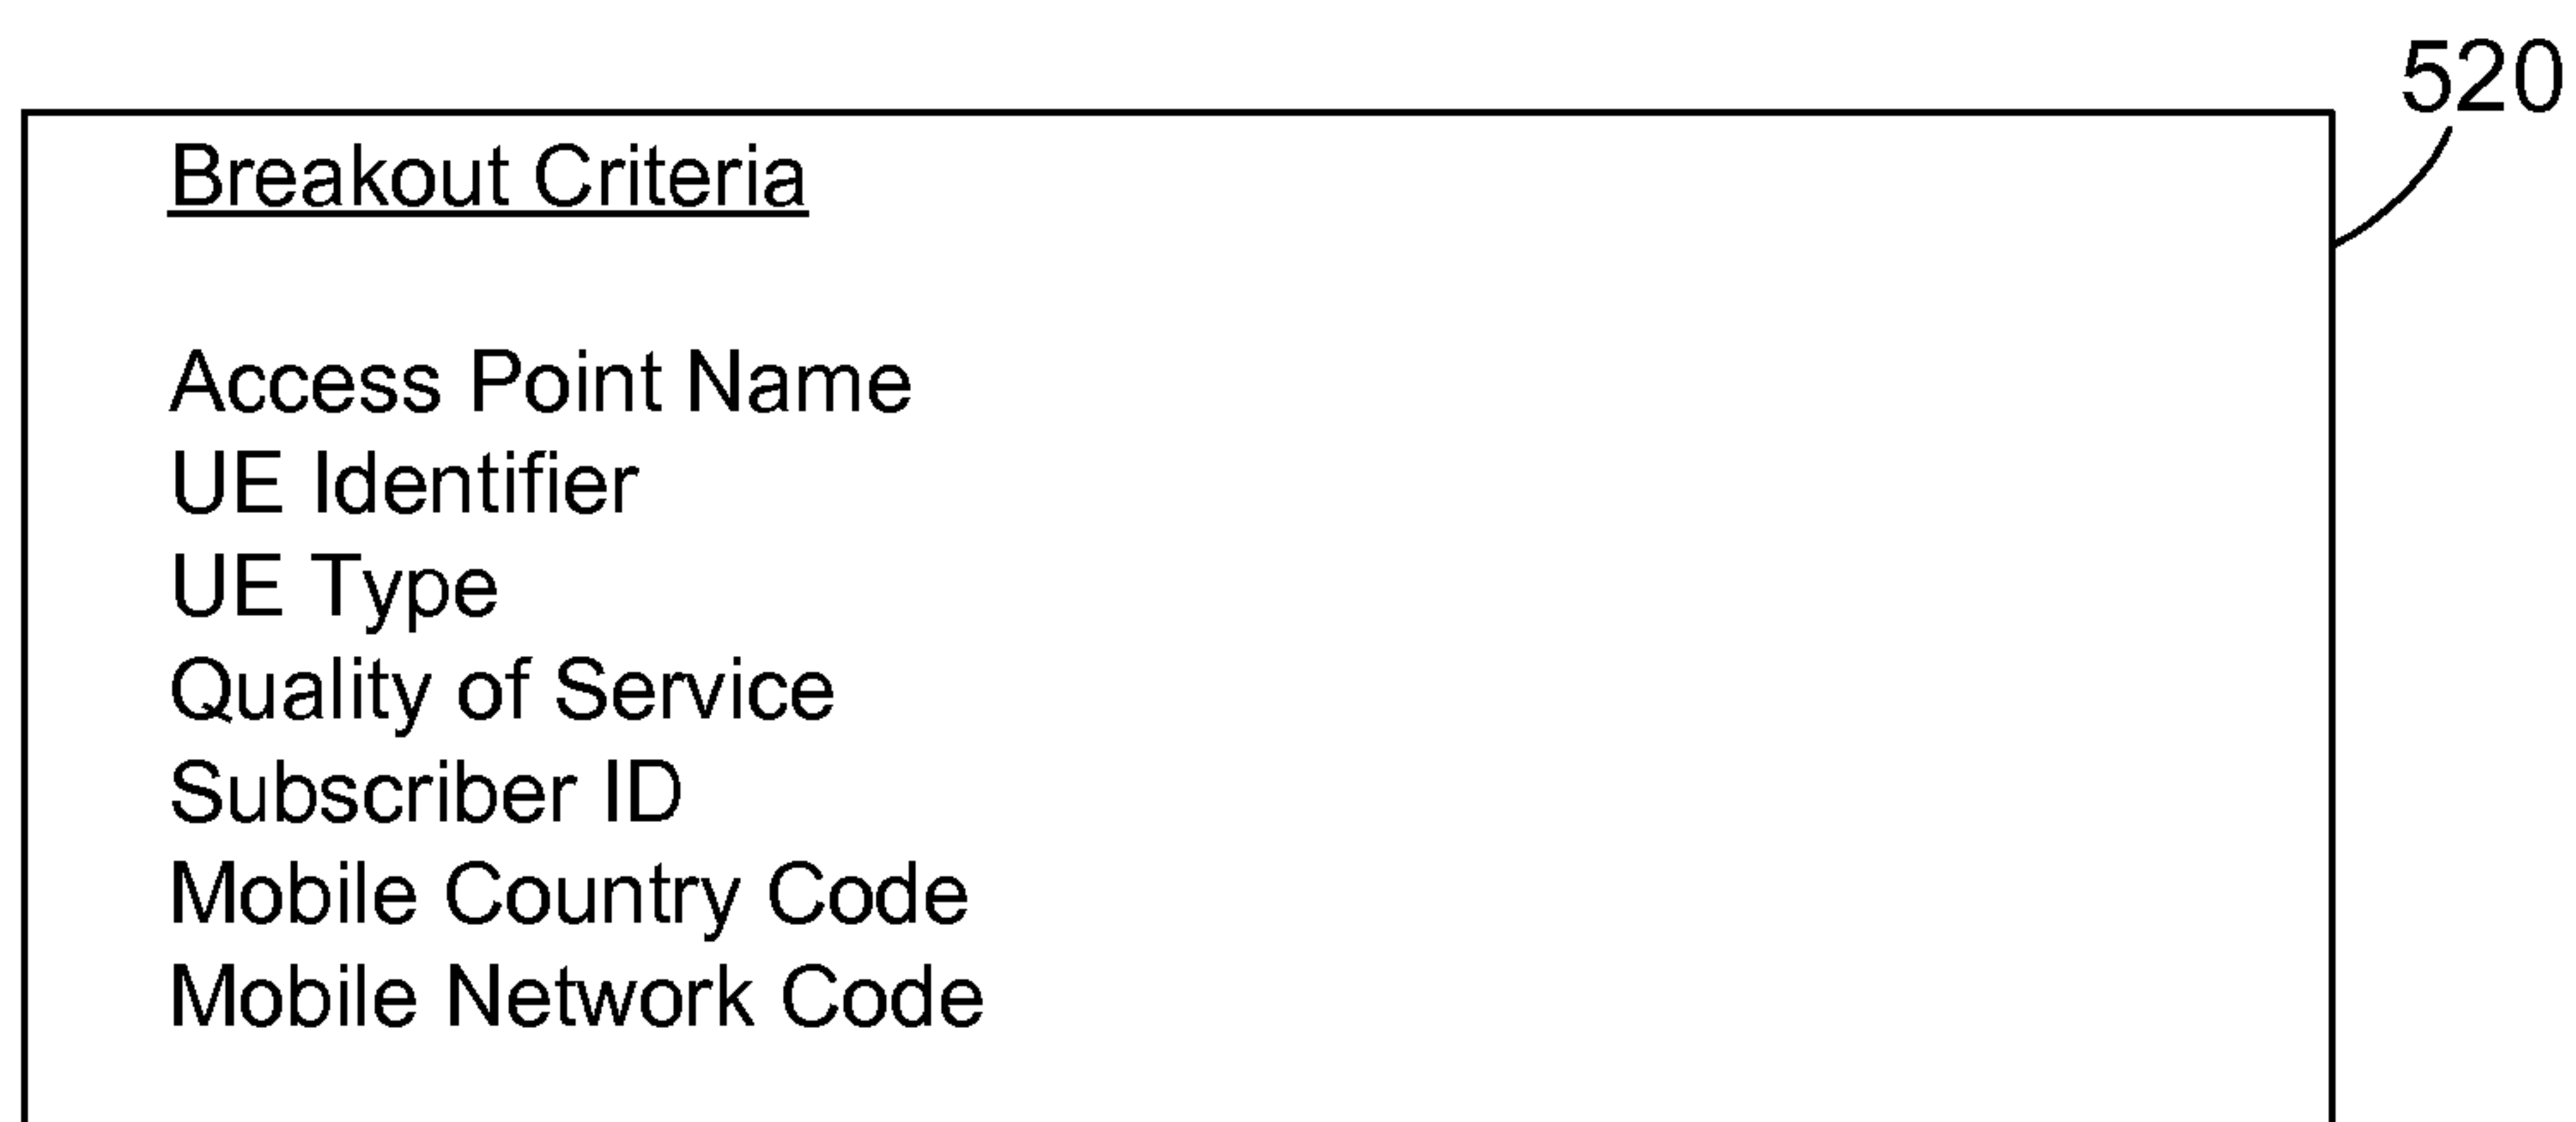 520
Breakout Criteria
Access Point Name
UE Identifier
UE Type
Quality of Service
Subscriber ID
Mobile Country Code
Mobile Network Code